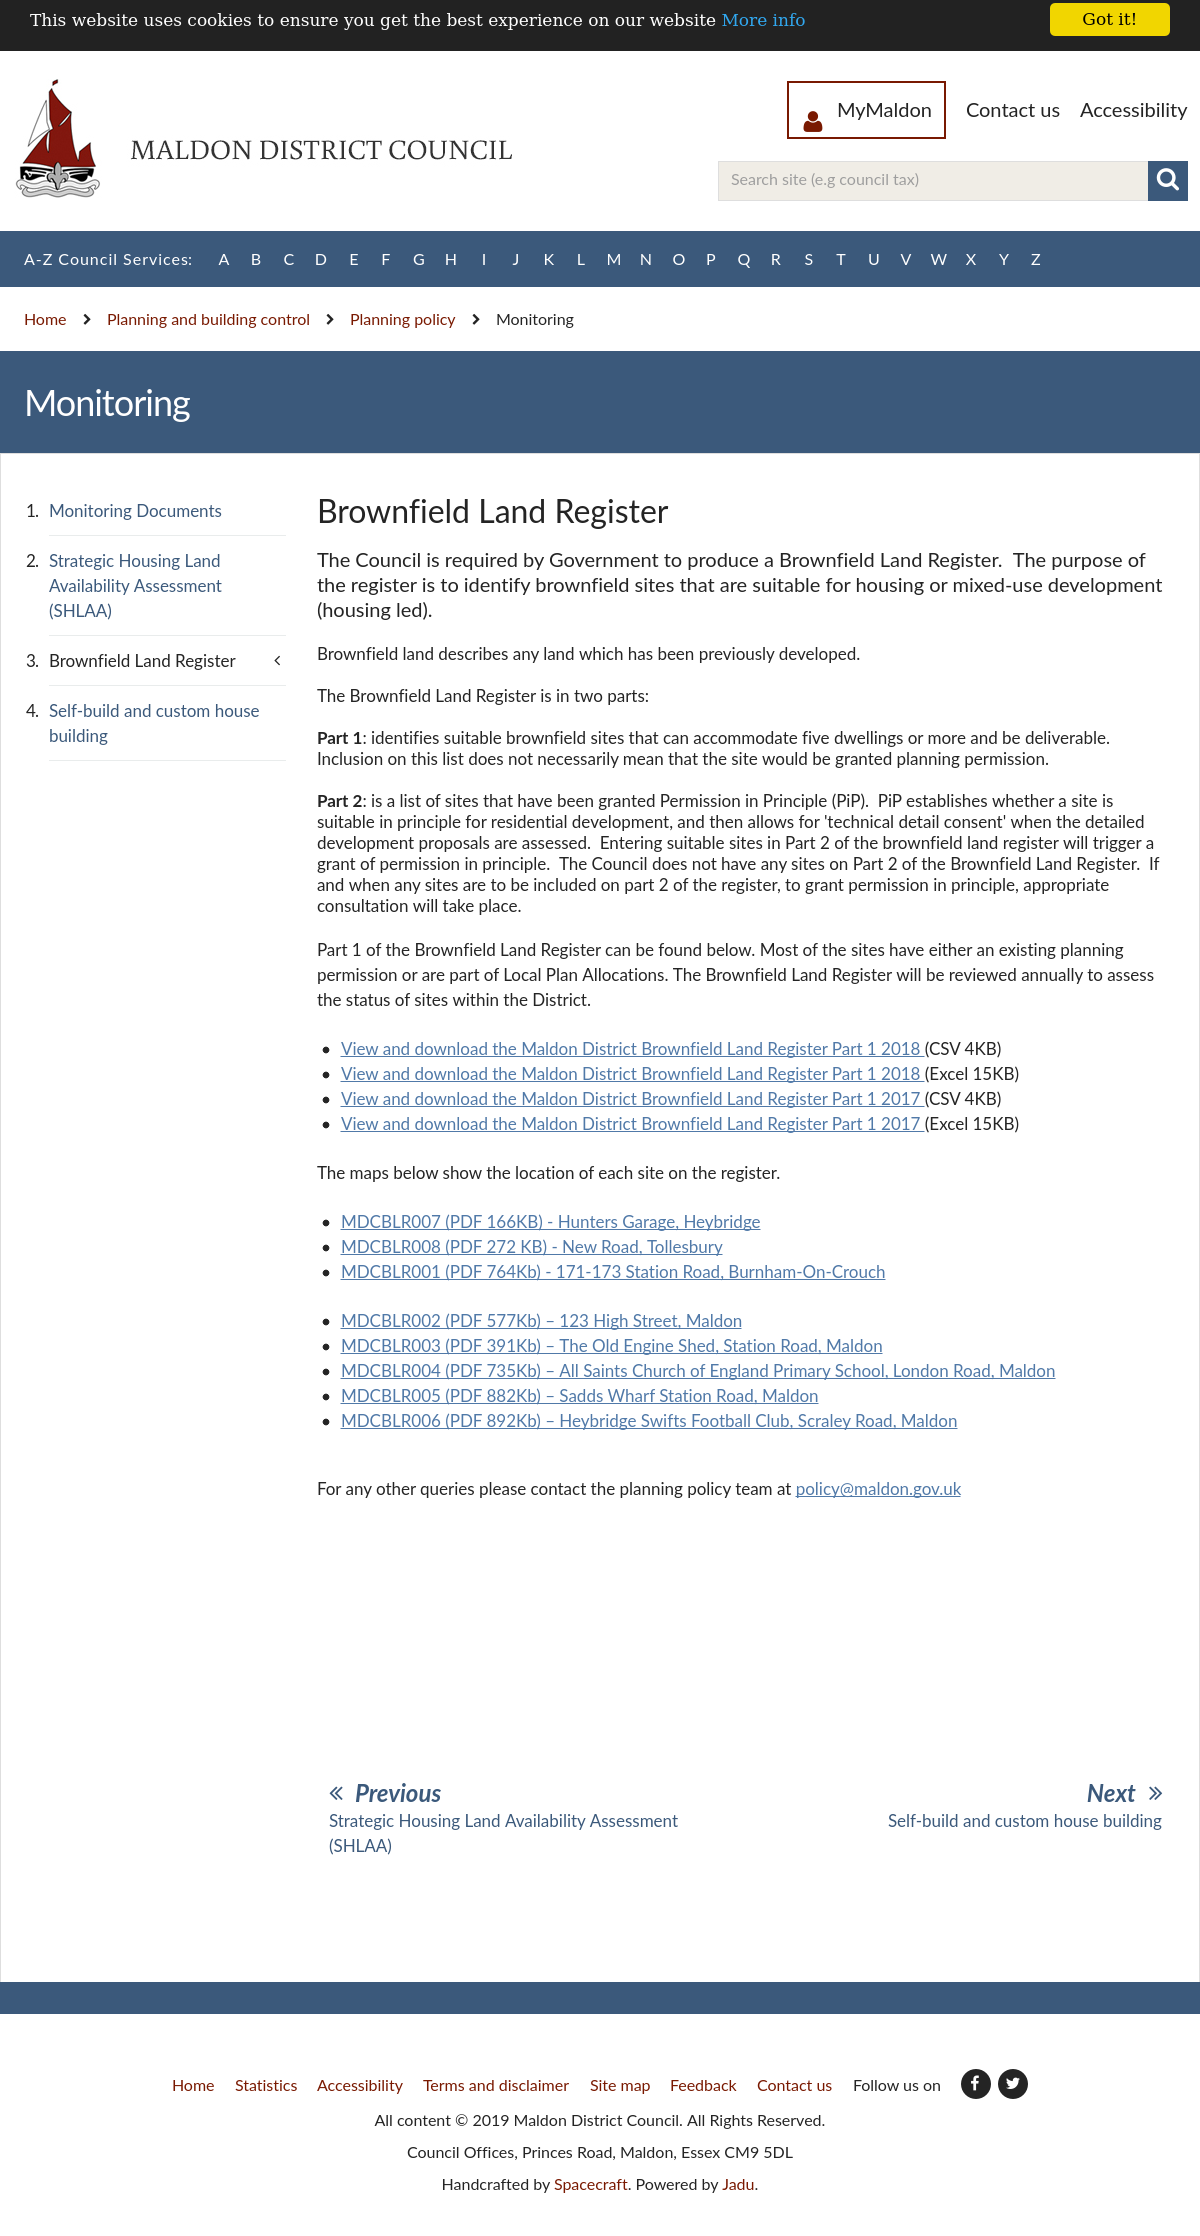 This website uses cookies to ensure you get the best experience on our website More info
Got it!
MALDON DISTRICT COUNCIL
MyMaldon
Contact us
Accessibility
Search site (e.g council tax)
A-Z Council Services: A B C D E F G H I J K L M N O P Q R S T U V W X Y Z
Home Planning and building control Planning policy Monitoring
Monitoring
1. Monitoring Documents
2. Strategic Housing Land
Availability Assessment
(SHLAA)
3. Brownfield Land Register
4. Self-build and custom house
building
Brownfield Land Register
The Council is required by Government to produce a Brownfield Land Register.  The purpose of
the register is to identify brownfield sites that are suitable for housing or mixed-use development
(housing led).
Brownfield land describes any land which has been previously developed.
The Brownfield Land Register is in two parts:
Part 1: identifies suitable brownfield sites that can accommodate five dwellings or more and be deliverable.
Inclusion on this list does not necessarily mean that the site would be granted planning permission.
Part 2: is a list of sites that have been granted Permission in Principle (PiP).  PiP establishes whether a site is
suitable in principle for residential development, and then allows for 'technical detail consent' when the detailed
development proposals are assessed.  Entering suitable sites in Part 2 of the brownfield land register will trigger a
grant of permission in principle.  The Council does not have any sites on Part 2 of the Brownfield Land Register.  If
and when any sites are to be included on part 2 of the register, to grant permission in principle, appropriate
consultation will take place.
Part 1 of the Brownfield Land Register can be found below. Most of the sites have either an existing planning
permission or are part of Local Plan Allocations. The Brownfield Land Register will be reviewed annually to assess
the status of sites within the District.
• View and download the Maldon District Brownfield Land Register Part 1 2018 (CSV 4KB)
• View and download the Maldon District Brownfield Land Register Part 1 2018 (Excel 15KB)
• View and download the Maldon District Brownfield Land Register Part 1 2017 (CSV 4KB)
• View and download the Maldon District Brownfield Land Register Part 1 2017 (Excel 15KB)
The maps below show the location of each site on the register.
• MDCBLR007 (PDF 166KB) - Hunters Garage, Heybridge
• MDCBLR008 (PDF 272 KB) - New Road, Tollesbury
• MDCBLR001 (PDF 764Kb) - 171-173 Station Road, Burnham-On-Crouch
• MDCBLR002 (PDF 577Kb) – 123 High Street, Maldon
• MDCBLR003 (PDF 391Kb) – The Old Engine Shed, Station Road, Maldon
• MDCBLR004 (PDF 735Kb) – All Saints Church of England Primary School, London Road, Maldon
• MDCBLR005 (PDF 882Kb) – Sadds Wharf Station Road, Maldon
• MDCBLR006 (PDF 892Kb) – Heybridge Swifts Football Club, Scraley Road, Maldon
For any other queries please contact the planning policy team at policy@maldon.gov.uk
« Previous
Strategic Housing Land Availability Assessment
(SHLAA)
Next »
Self-build and custom house building
Home Statistics Accessibility Terms and disclaimer Site map Feedback Contact us Follow us on
All content © 2019 Maldon District Council. All Rights Reserved.
Council Offices, Princes Road, Maldon, Essex CM9 5DL
Handcrafted by Spacecraft. Powered by Jadu.